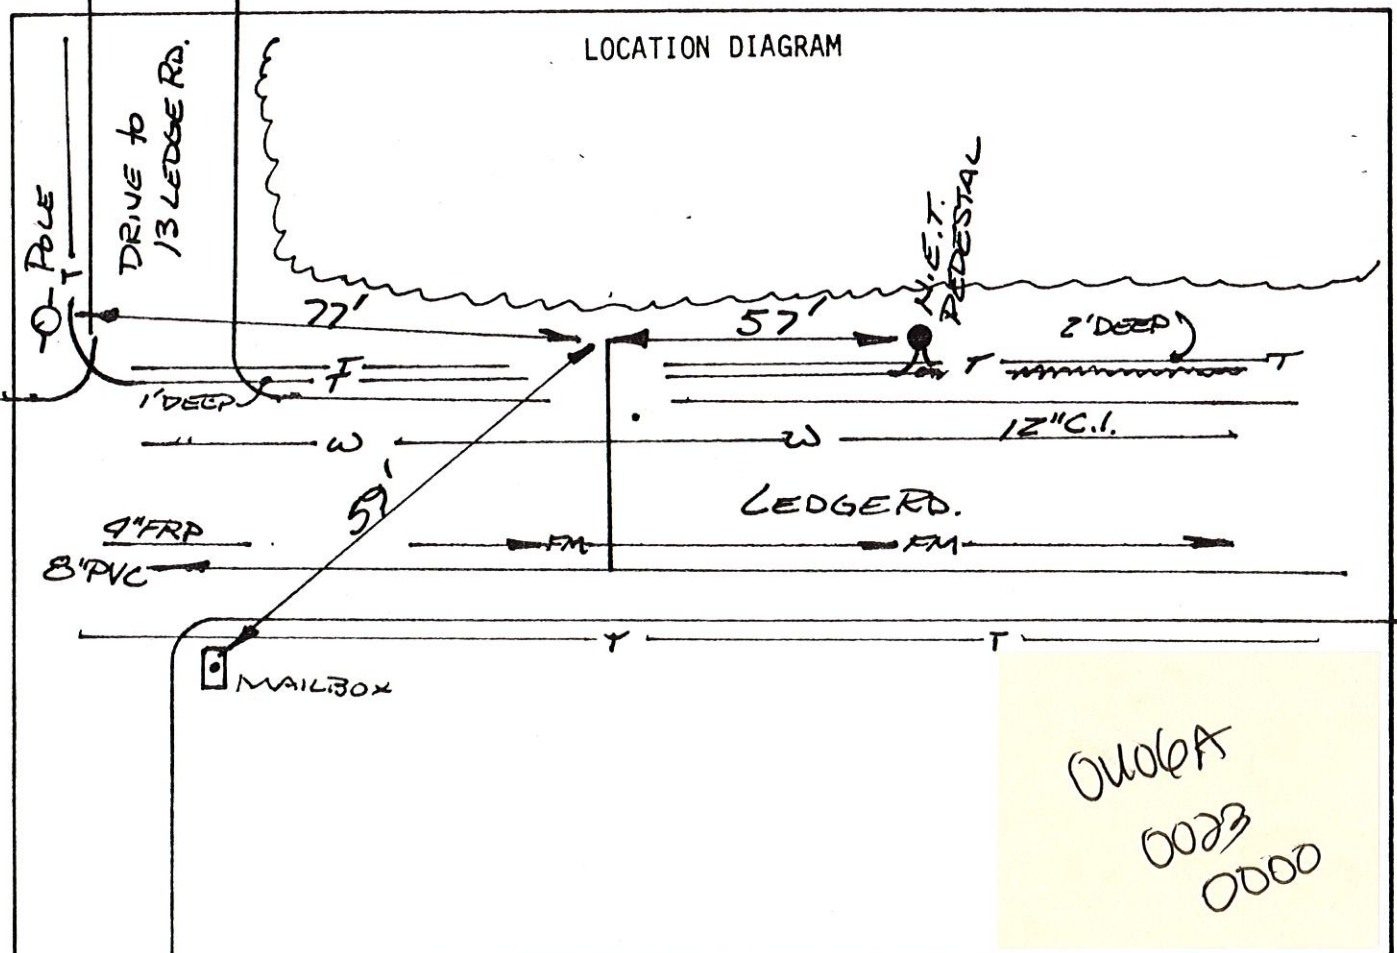 LOCATION DIAGRAM
POLE
T
DRIVE to
13 LEDGE RD.
N.E.T.
PEDESTAL
77'
57'
2' DEEP
T
T
T
1' DEEP
W
W
12" C.I.
59'
LEDGE RD.
4" FRP
FM
FM
8" PVC
T
T
MAILBOX
0023
0000